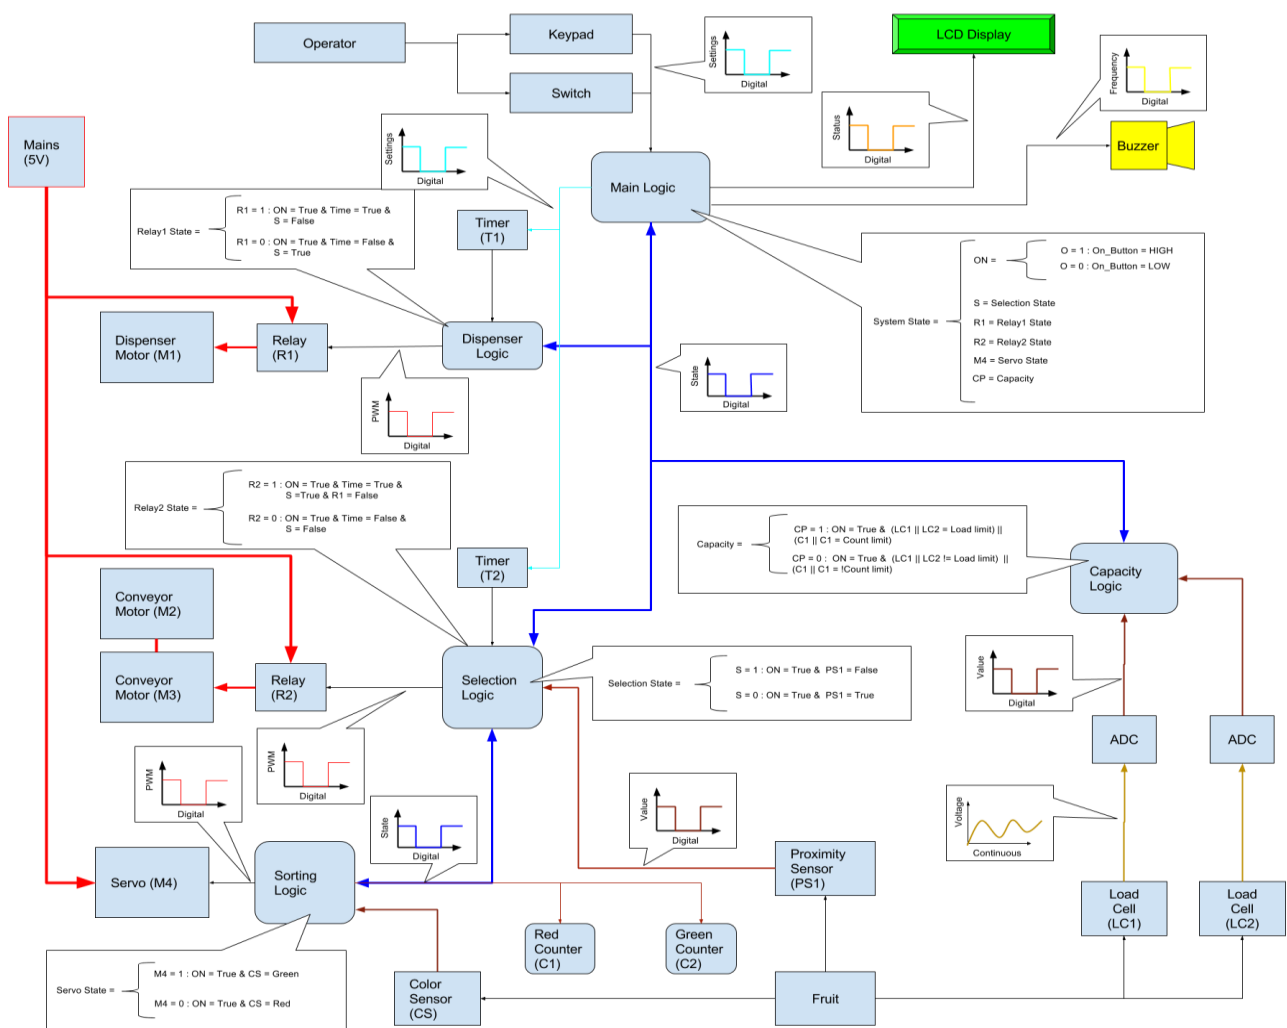 Operator
Keypad
Switch
Settings
Digital
LCD Display
Status
Digital
Frequency
Digital
Buzzer
Mains
(5V)
Settings
Digital
Main Logic
Relay1 State =
R1 = 1 : ON = True & Time = True &
S = False
R1 = 0 : ON = True & Time = False &
S = True
Timer
(T1)
ON =
O = 1 : On_Button = HIGH
O = 0 : On_Button = LOW
System State =
S = Selection State
R1 = Relay1 State
R2 = Relay2 State
M4 = Servo State
CP = Capacity
Dispenser
Motor (M1)
Relay
(R1)
Dispenser
Logic
PWM
Digital
State
Digital
Relay2 State =
R2 = 1 : ON = True & Time = True &
S =True & R1 = False
R2 = 0 : ON = True & Time = False &
S = False
Capacity =
CP = 1 : ON = True & (LC1 || LC2 = Load limit) ||
(C1 || C1 = Count limit)
CP = 0 : ON = True & (LC1 || LC2 != Load limit) ||
(C1 || C1 = !Count limit)
Timer
(T2)
Capacity
Logic
Conveyor
Motor (M2)
Conveyor
Motor (M3)
Relay
(R2)
Selection
Logic
Selection State =
S = 1 : ON = True & PS1 = False
S = 0 : ON = True & PS1 = True
Value
Digital
ADC
ADC
PWM
Digital
PWM
Digital
State
Digital
Value
Digital
Voltage
Continuous
Servo (M4)
Sorting
Logic
Proximity
Sensor
(PS1)
Load
Cell
(LC1)
Load
Cell
(LC2)
Red
Counter
(C1)
Green
Counter
(C2)
Servo State =
M4 = 1 : ON = True & CS = Green
M4 = 0 : ON = True & CS = Red
Color
Sensor
(CS)
Fruit